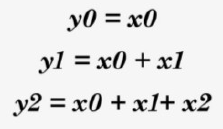 y0 = x0
y1 = x0 + x1
y2 = x0 + x1+ x2